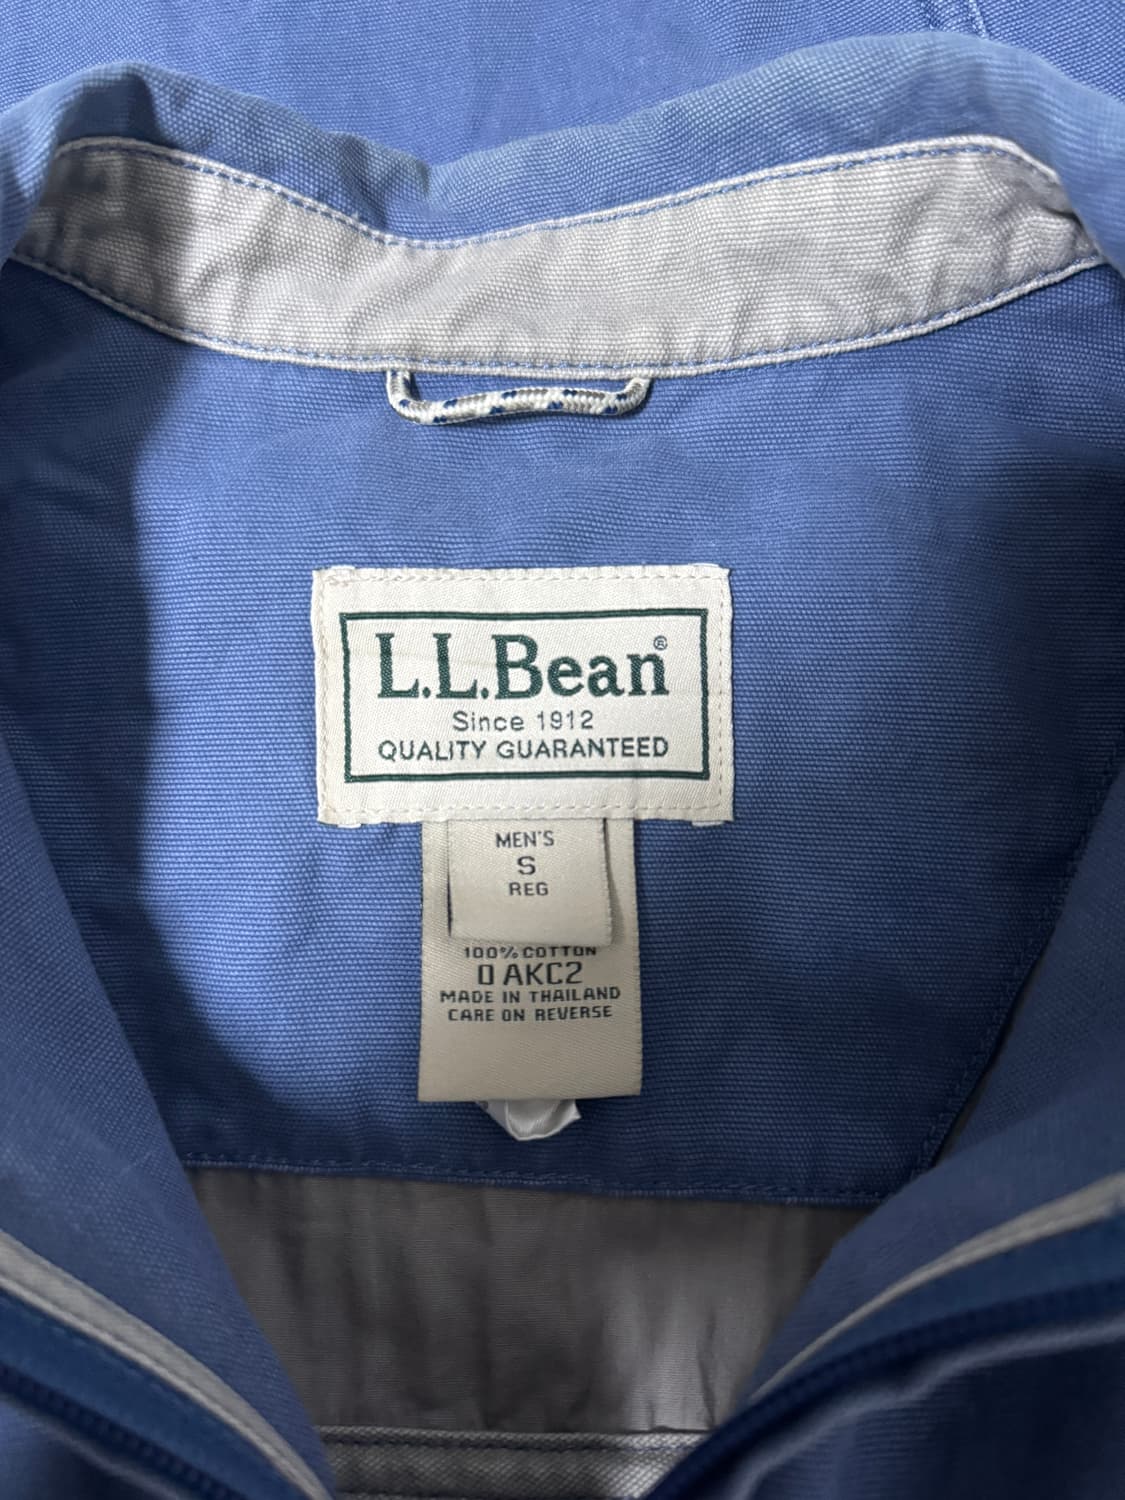 L.L.Bean®
Since 1912
QUALITY GUARANTEED
MEN'S
S
REG
100% COTTON
0 AKC2
MADE IN THAILAND
CARE ON REVERSE